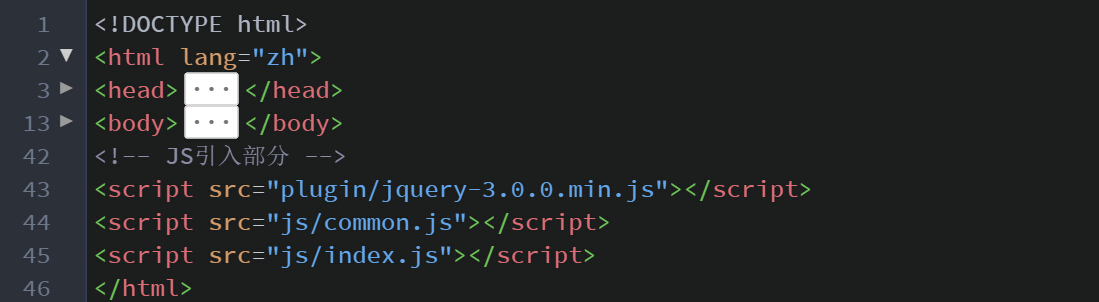 1 <!DOCTYPE html>
2 <html lang="zh">
3 <head>···</head>
13 <body>···</body>
42 <!-- JS引入部分 -->
43 <script src="plugin/jquery-3.0.0.min.js"></script>
44 <script src="js/common.js"></script>
45 <script src="js/index.js"></script>
46 </html>